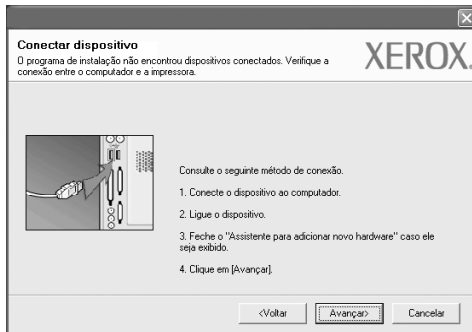 Conectar dispositivo
O programa de instalação não encontrou dispositivos conectados. Verifique a
conexão entre o computador e a impressora.
XEROX.
Consulte o seguinte método de conexão.
1. Conecte o dispositivo ao computador.
2. Ligue o dispositivo.
3. Feche o "Assistente para adicionar novo hardware" caso ele
seja exibido.
4. Clique em [Avançar].
<Voltar
Avançar>
Cancelar